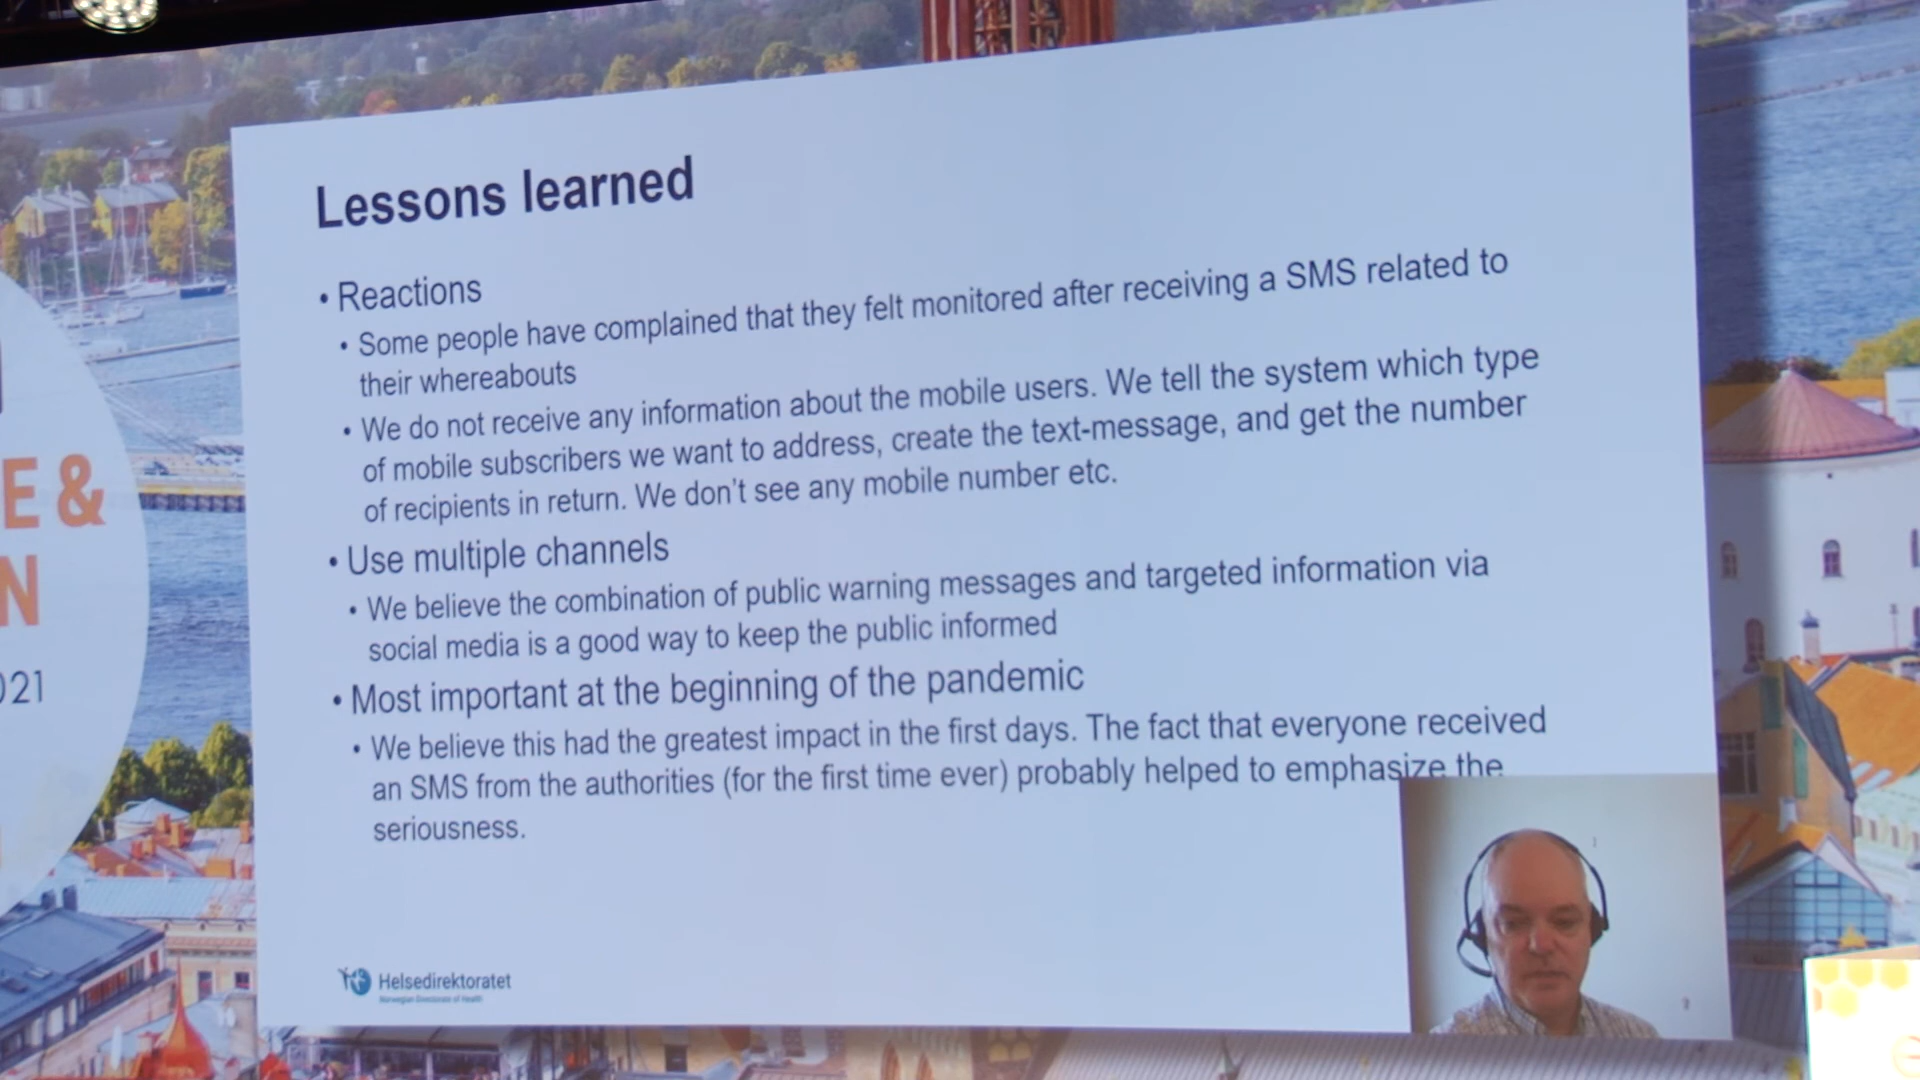 Lessons learned
• Reactions
• Some people have complained that they felt monitored after receiving a SMS related to
their whereabouts
• We do not receive any information about the mobile users. We tell the system which type
of mobile subscribers we want to address, create the text-message, and get the number
of recipients in return. We don't see any mobile number etc.
• Use multiple channels
• We believe the combination of public warning messages and targeted information via
social media is a good way to keep the public informed
• Most important at the beginning of the pandemic
• We believe this had the greatest impact in the first days. The fact that everyone received
an SMS from the authorities (for the first time ever) probably helped to emphasize the
seriousness.
Helsedirektoratet
Norwegian Directorate of Health
E &
N
021